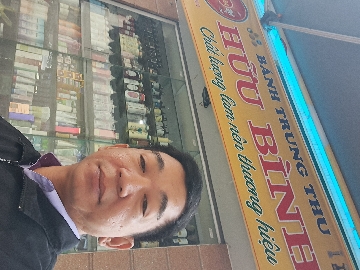 BÁNH TRUNG THU
HỮU BÌNH
Chất lượng làm nên thương hiệu